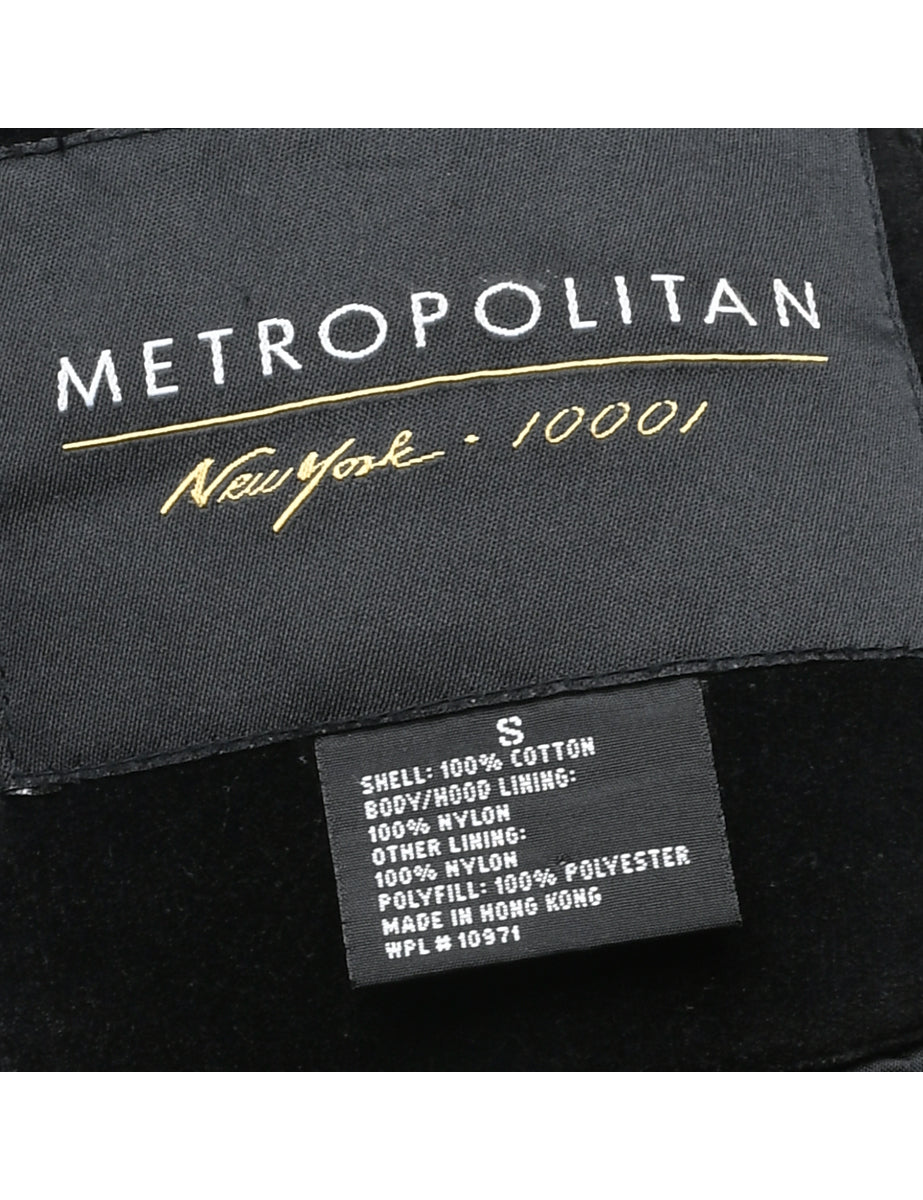 METROPOLITAN
New York · 10001
S
SHELL: 100% COTTON
BODY/HOOD LINING:
100% NYLON
OTHER LINING:
100% NYLON
POLYFILL: 100% POLYESTER
MADE IN HONG KONG
WPL # 10971